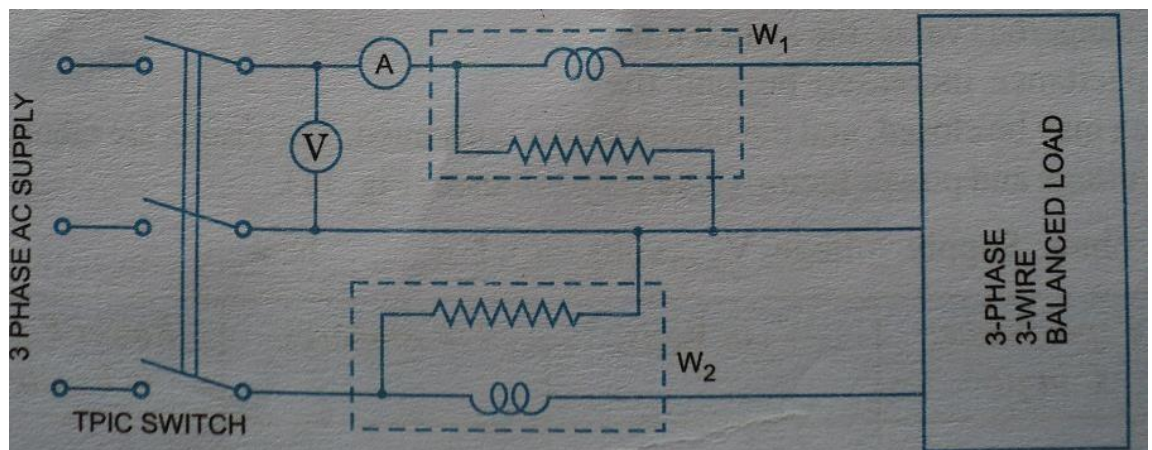 3 PHASE AC SUPPLY
TPIC SWITCH
V
A
W₁
W₂
3-PHASE
3-WIRE
BALANCED LOAD